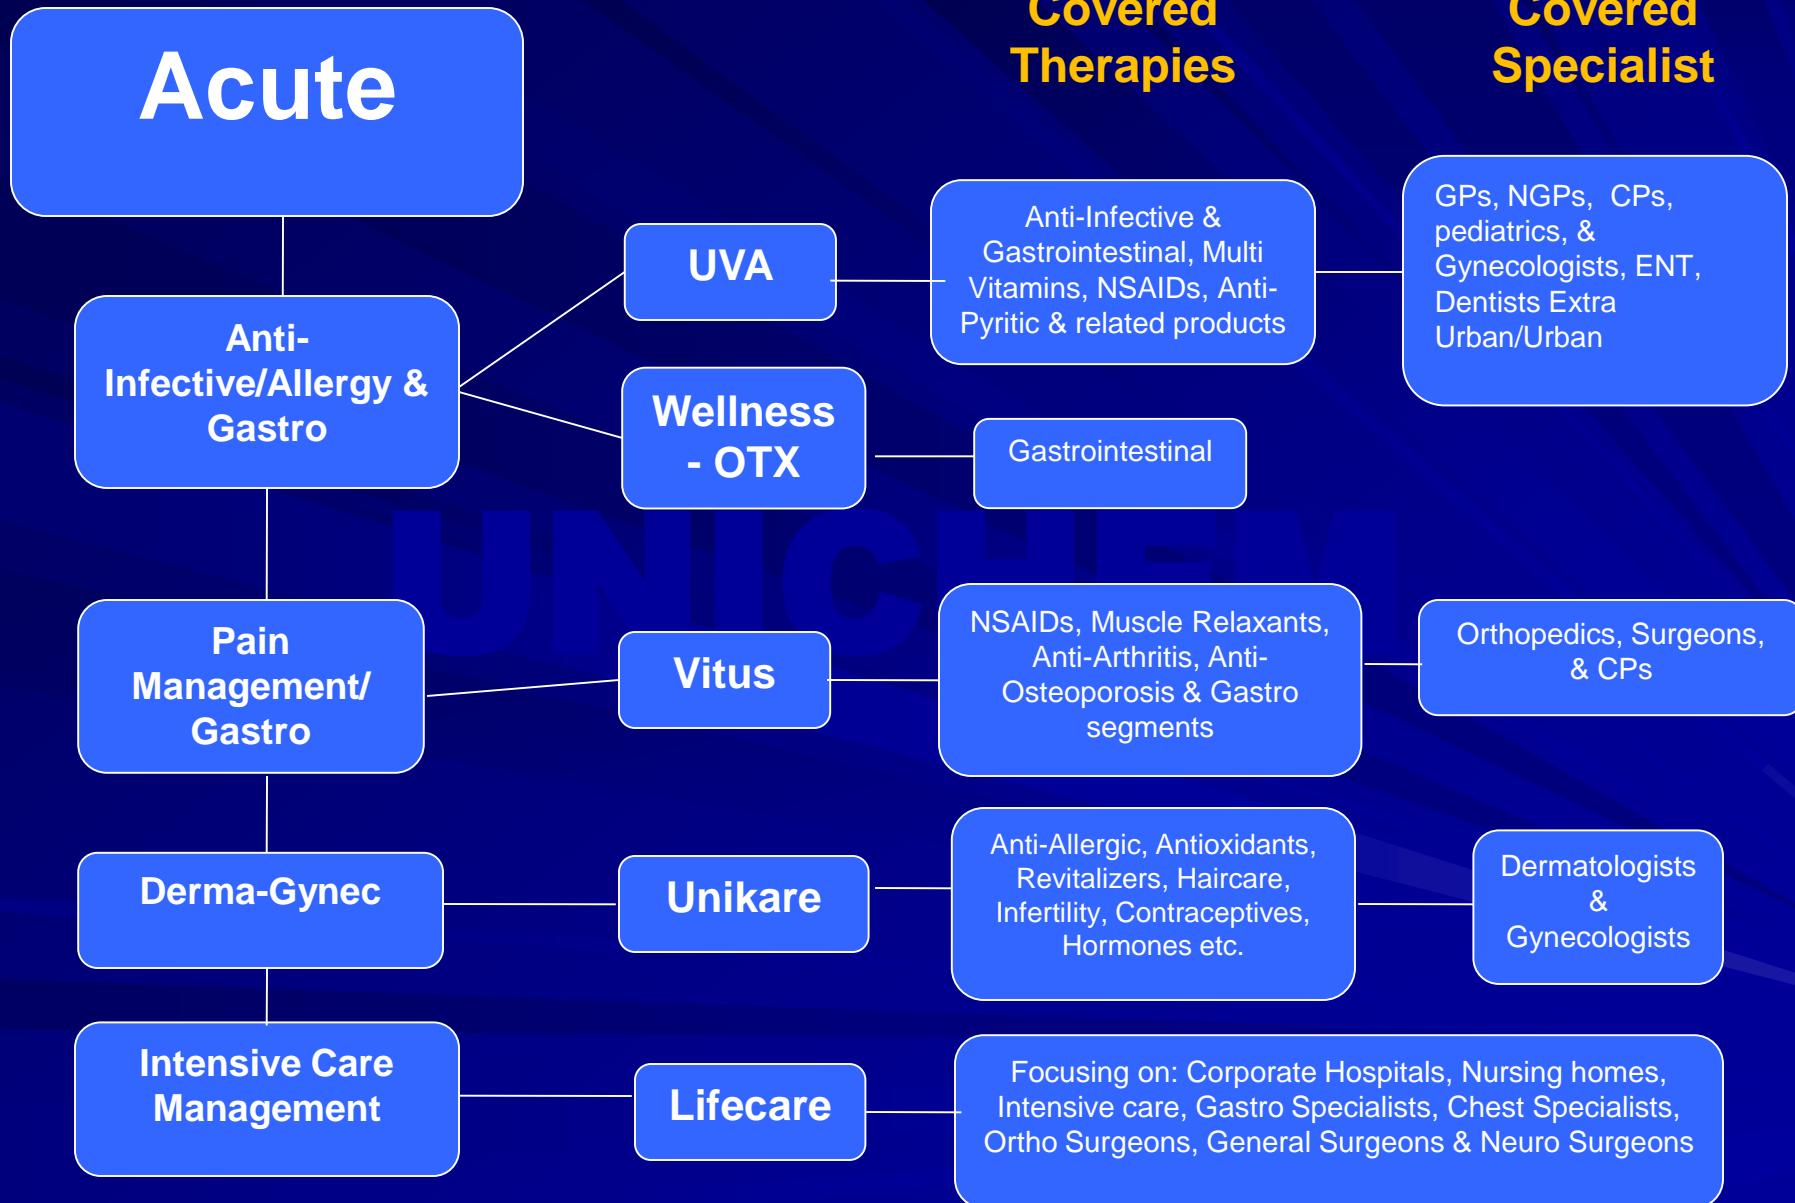 Acute
Covered
Therapies
Covered
Specialist
Anti-
Infective/Allergy &
Gastro
UVA
Anti-Infective &
Gastrointestinal, Multi
Vitamins, NSAIDs, Anti-
Pyritic & related products
GPs, NGPs, CPs,
pediatrics, &
Gynecologists, ENT,
Dentists Extra
Urban/Urban
Wellness
- OTX
Gastrointestinal
UNICHEM
Pain
Management/
Gastro
Vitus
NSAIDs, Muscle Relaxants,
Anti-Arthritis, Anti-
Osteoporosis & Gastro
segments
Orthopedics, Surgeons,
& CPs
Derma-Gynec
Unikare
Anti-Allergic, Antioxidants,
Revitalizers, Haircare,
Infertility, Contraceptives,
Hormones etc.
Dermatologists
&
Gynecologists
Intensive Care
Management
Lifecare
Focusing on: Corporate Hospitals, Nursing homes,
Intensive care, Gastro Specialists, Chest Specialists,
Ortho Surgeons, General Surgeons & Neuro Surgeons